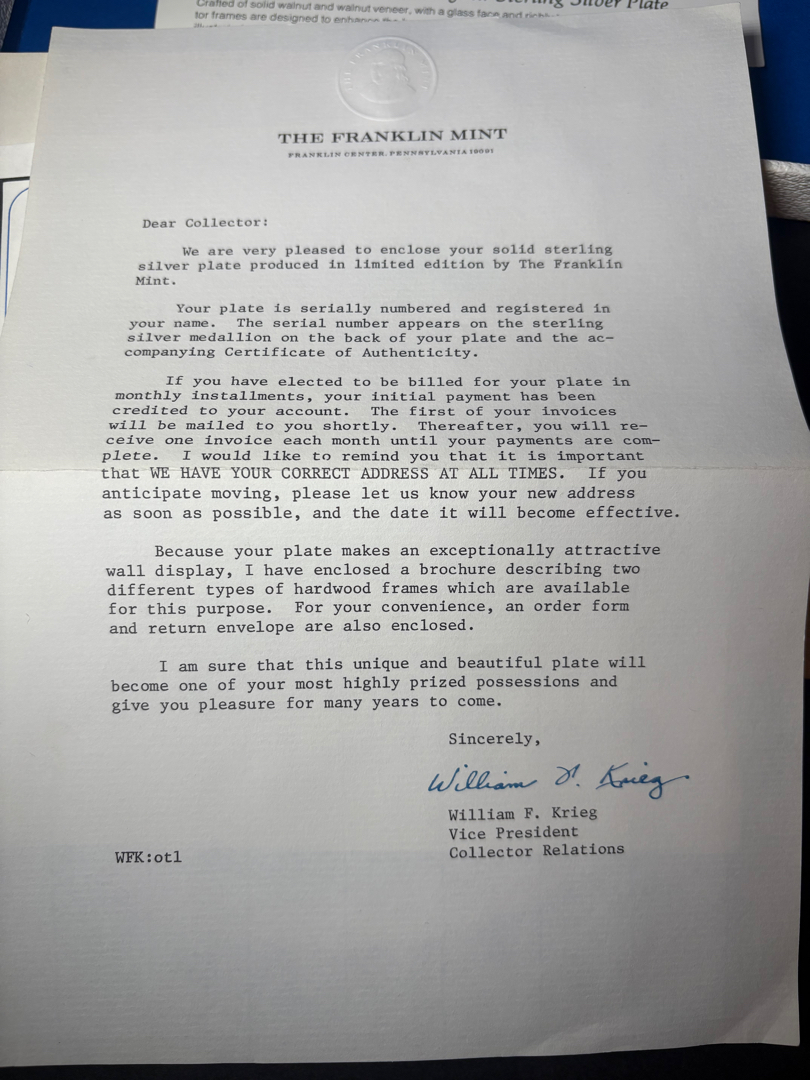 Sterling Silver Plate
Crafted of solid walnut and walnut veneer, with a glass face and
tor frames are designed to enhance the
THE FRANKLIN MINT
THE FRANKLIN MINT
FRANKLIN CENTER, PENNSYLVANIA 19091
Dear Collector:
We are very pleased to enclose your solid sterling
silver plate produced in limited edition by The Franklin
Mint.
Your plate is serially numbered and registered in
your name. The serial number appears on the sterling
silver medallion on the back of your plate and the ac-
companying Certificate of Authenticity.
If you have elected to be billed for your plate in
monthly installments, your initial payment has been
credited to your account. The first of your invoices
will be mailed to you shortly. Thereafter, you will re-
ceive one invoice each month until your payments are com-
plete. I would like to remind you that it is important
that WE HAVE YOUR CORRECT ADDRESS AT ALL TIMES. If you
anticipate moving, please let us know your new address
as soon as possible, and the date it will become effective.
Because your plate makes an exceptionally attractive
wall display, I have enclosed a brochure describing two
different types of hardwood frames which are available
for this purpose. For your convenience, an order form
and return envelope are also enclosed.
I am sure that this unique and beautiful plate will
become one of your most highly prized possessions and
give you pleasure for many years to come.
Sincerely,
William F. Krieg
William F. Krieg
Vice President
Collector Relations
WFK:otl